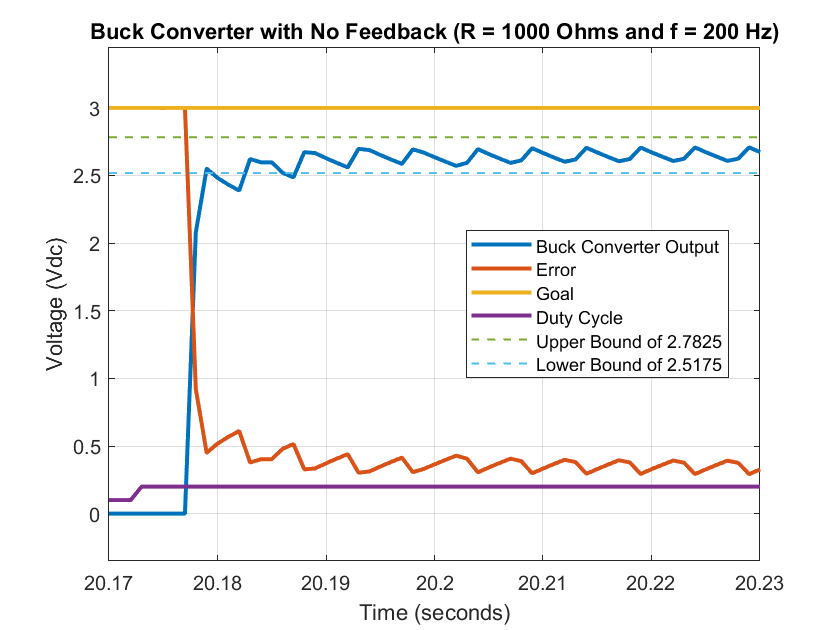 Buck Converter with No Feedback (R = 1000 Ohms and f = 200 Hz)
Voltage (Vdc)
3
2.5
2
1.5
1
0.5
0
Buck Converter Output
Error
Goal
Duty Cycle
Upper Bound of 2.7825
Lower Bound of 2.5175
20.17 20.18 20.19 20.2 20.21 20.22 20.23
Time (seconds)